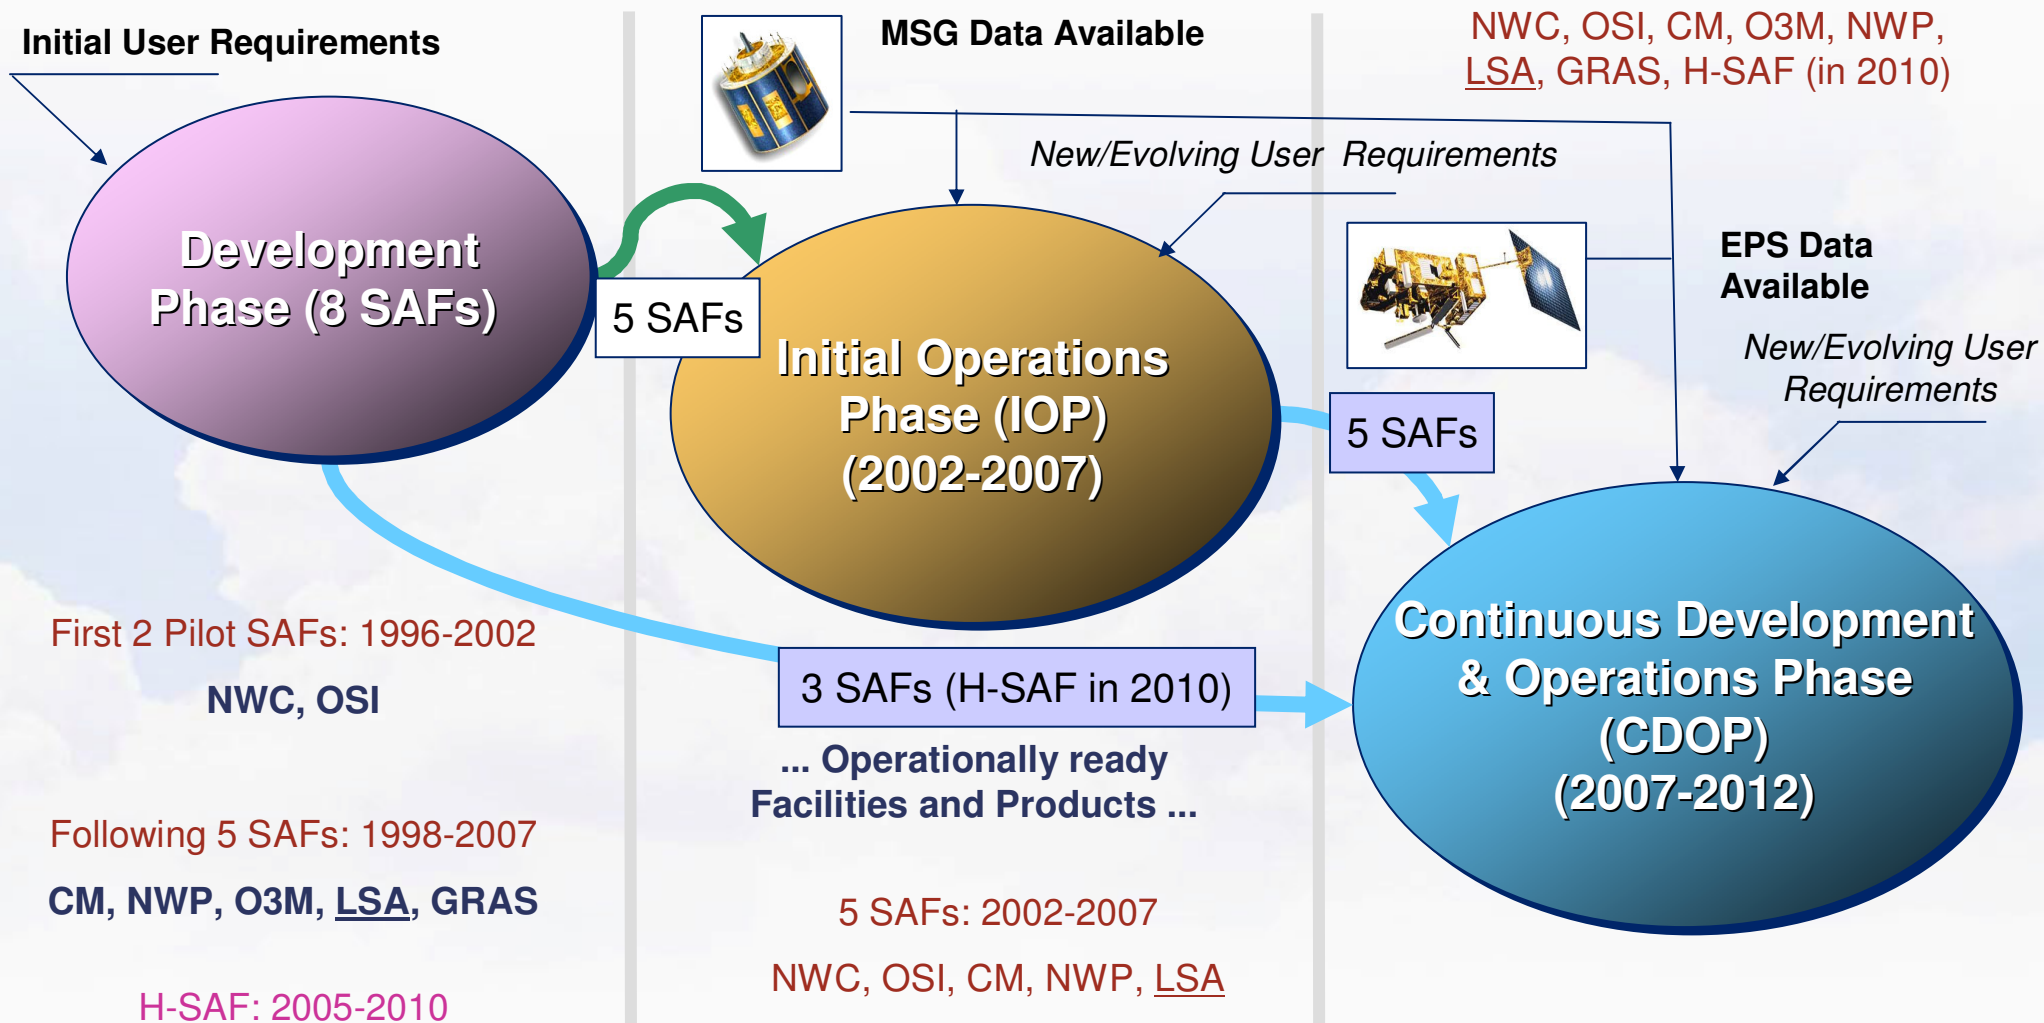 Initial User Requirements
Development
Phase (8 SAFs)
First 2 Pilot SAFs: 1996-2002
NWC, OSI
Following 5 SAFs: 1998-2007
CM, NWP, O3M, LSA, GRAS
H-SAF: 2005-2010
MSG Data Available
New/Evolving User Requirements
5 SAFs
Initial Operations
Phase (IOP)
(2002-2007)
3 SAFs (H-SAF in 2010)
... Operationally ready
Facilities and Products ...
5 SAFs: 2002-2007
NWC, OSI, CM, NWP, LSA
NWC, OSI, CM, O3M, NWP,
LSA, GRAS, H-SAF (in 2010)
EPS Data
Available
New/Evolving User
Requirements
5 SAFs
Continuous Development
& Operations Phase
(CDOP)
(2007-2012)